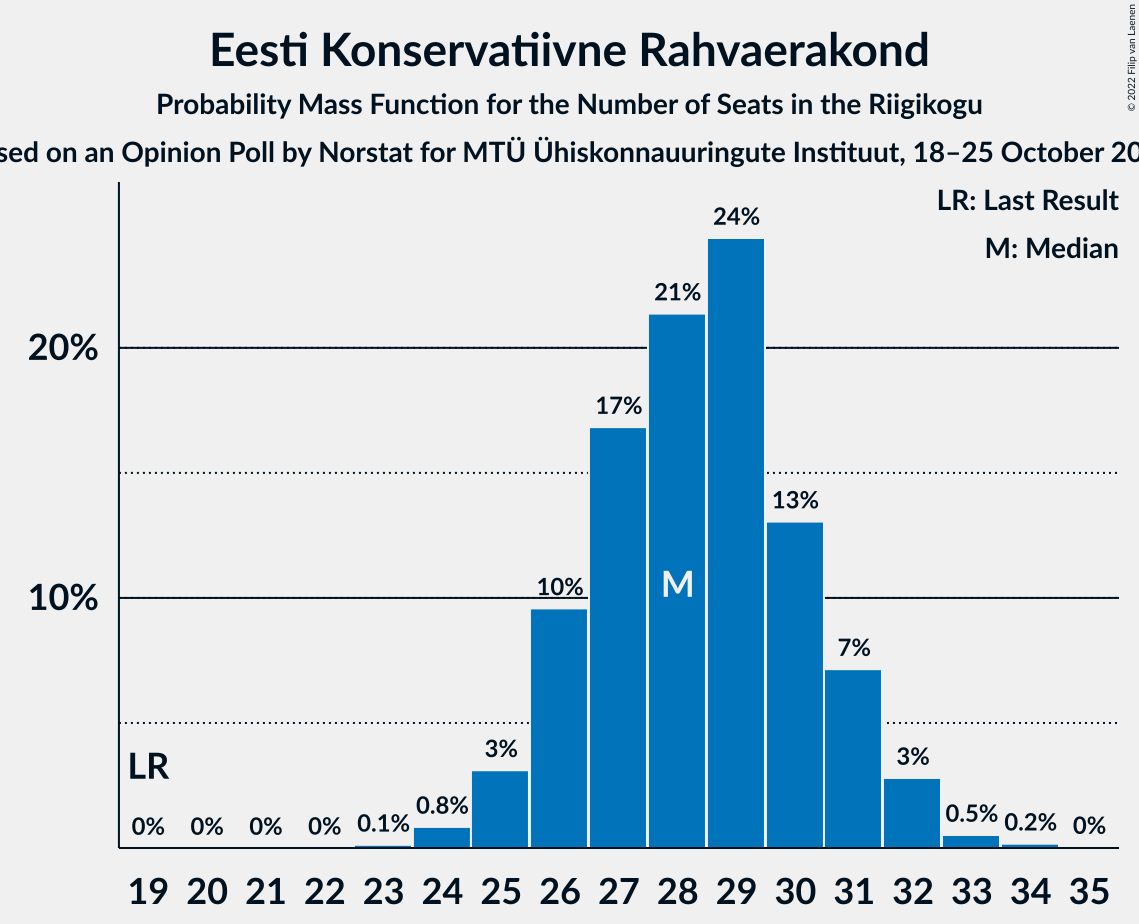 Eesti Konservatiivne Rahvaerakond
Probability Mass Function for the Number of Seats in the Riigikogu
sed on an Opinion Poll by Norstat for MTÜ Ühiskonnauuringute Instituut, 18–25 October 20
© 2022 Filip van Laenen
LR: Last Result
M: Median
24%
21%
20%
17%
13%
M
10%
10%
7%
3%
3%
LR
0%
0%
0%
0%
0.1%
0.8%
0.5%
0.2%
0%
19 20 21 22 23 24 25 26 27 28 29 30 31 32 33 34 35